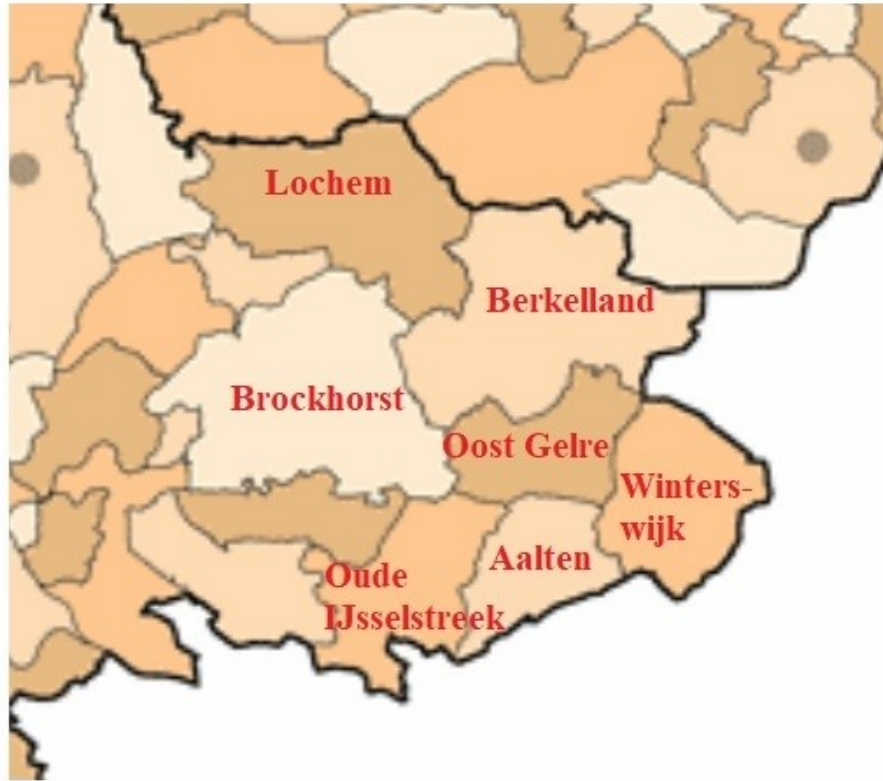 Lochem
Berkelland
Brockhorst
Oost Gelre
Winters-
wijk
Aalten
Oude
IJsselstreek